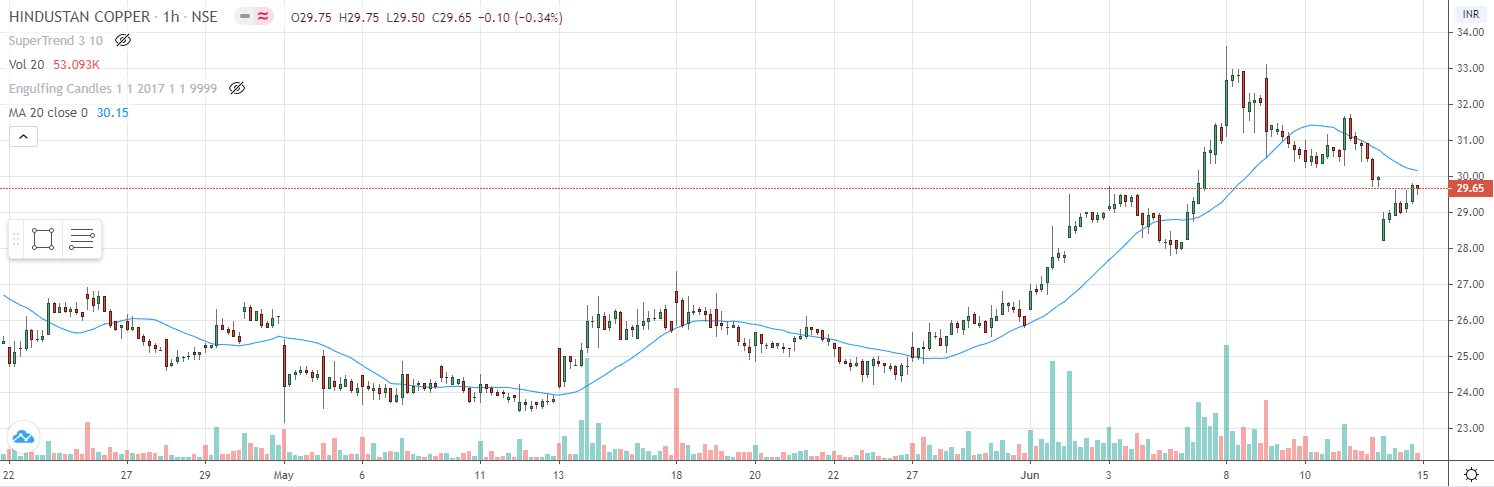 HINDUSTAN COPPER · 1h · NSE O29.75 H29.75 L29.50 C29.65 −0.10 (−0.34%)
INR
SuperTrend 3 10
Vol 20 53.093K
Engulfing Candles 1 1 2017 1 1 9999
MA 20 close 0 30.15
34.00
33.00
32.00
31.00
30.00
29.65
29.00
28.00
27.00
26.00
25.00
24.00
23.00
22 27 29 May 6 11 13 18 20 22 27 Jun 3 8 10 15